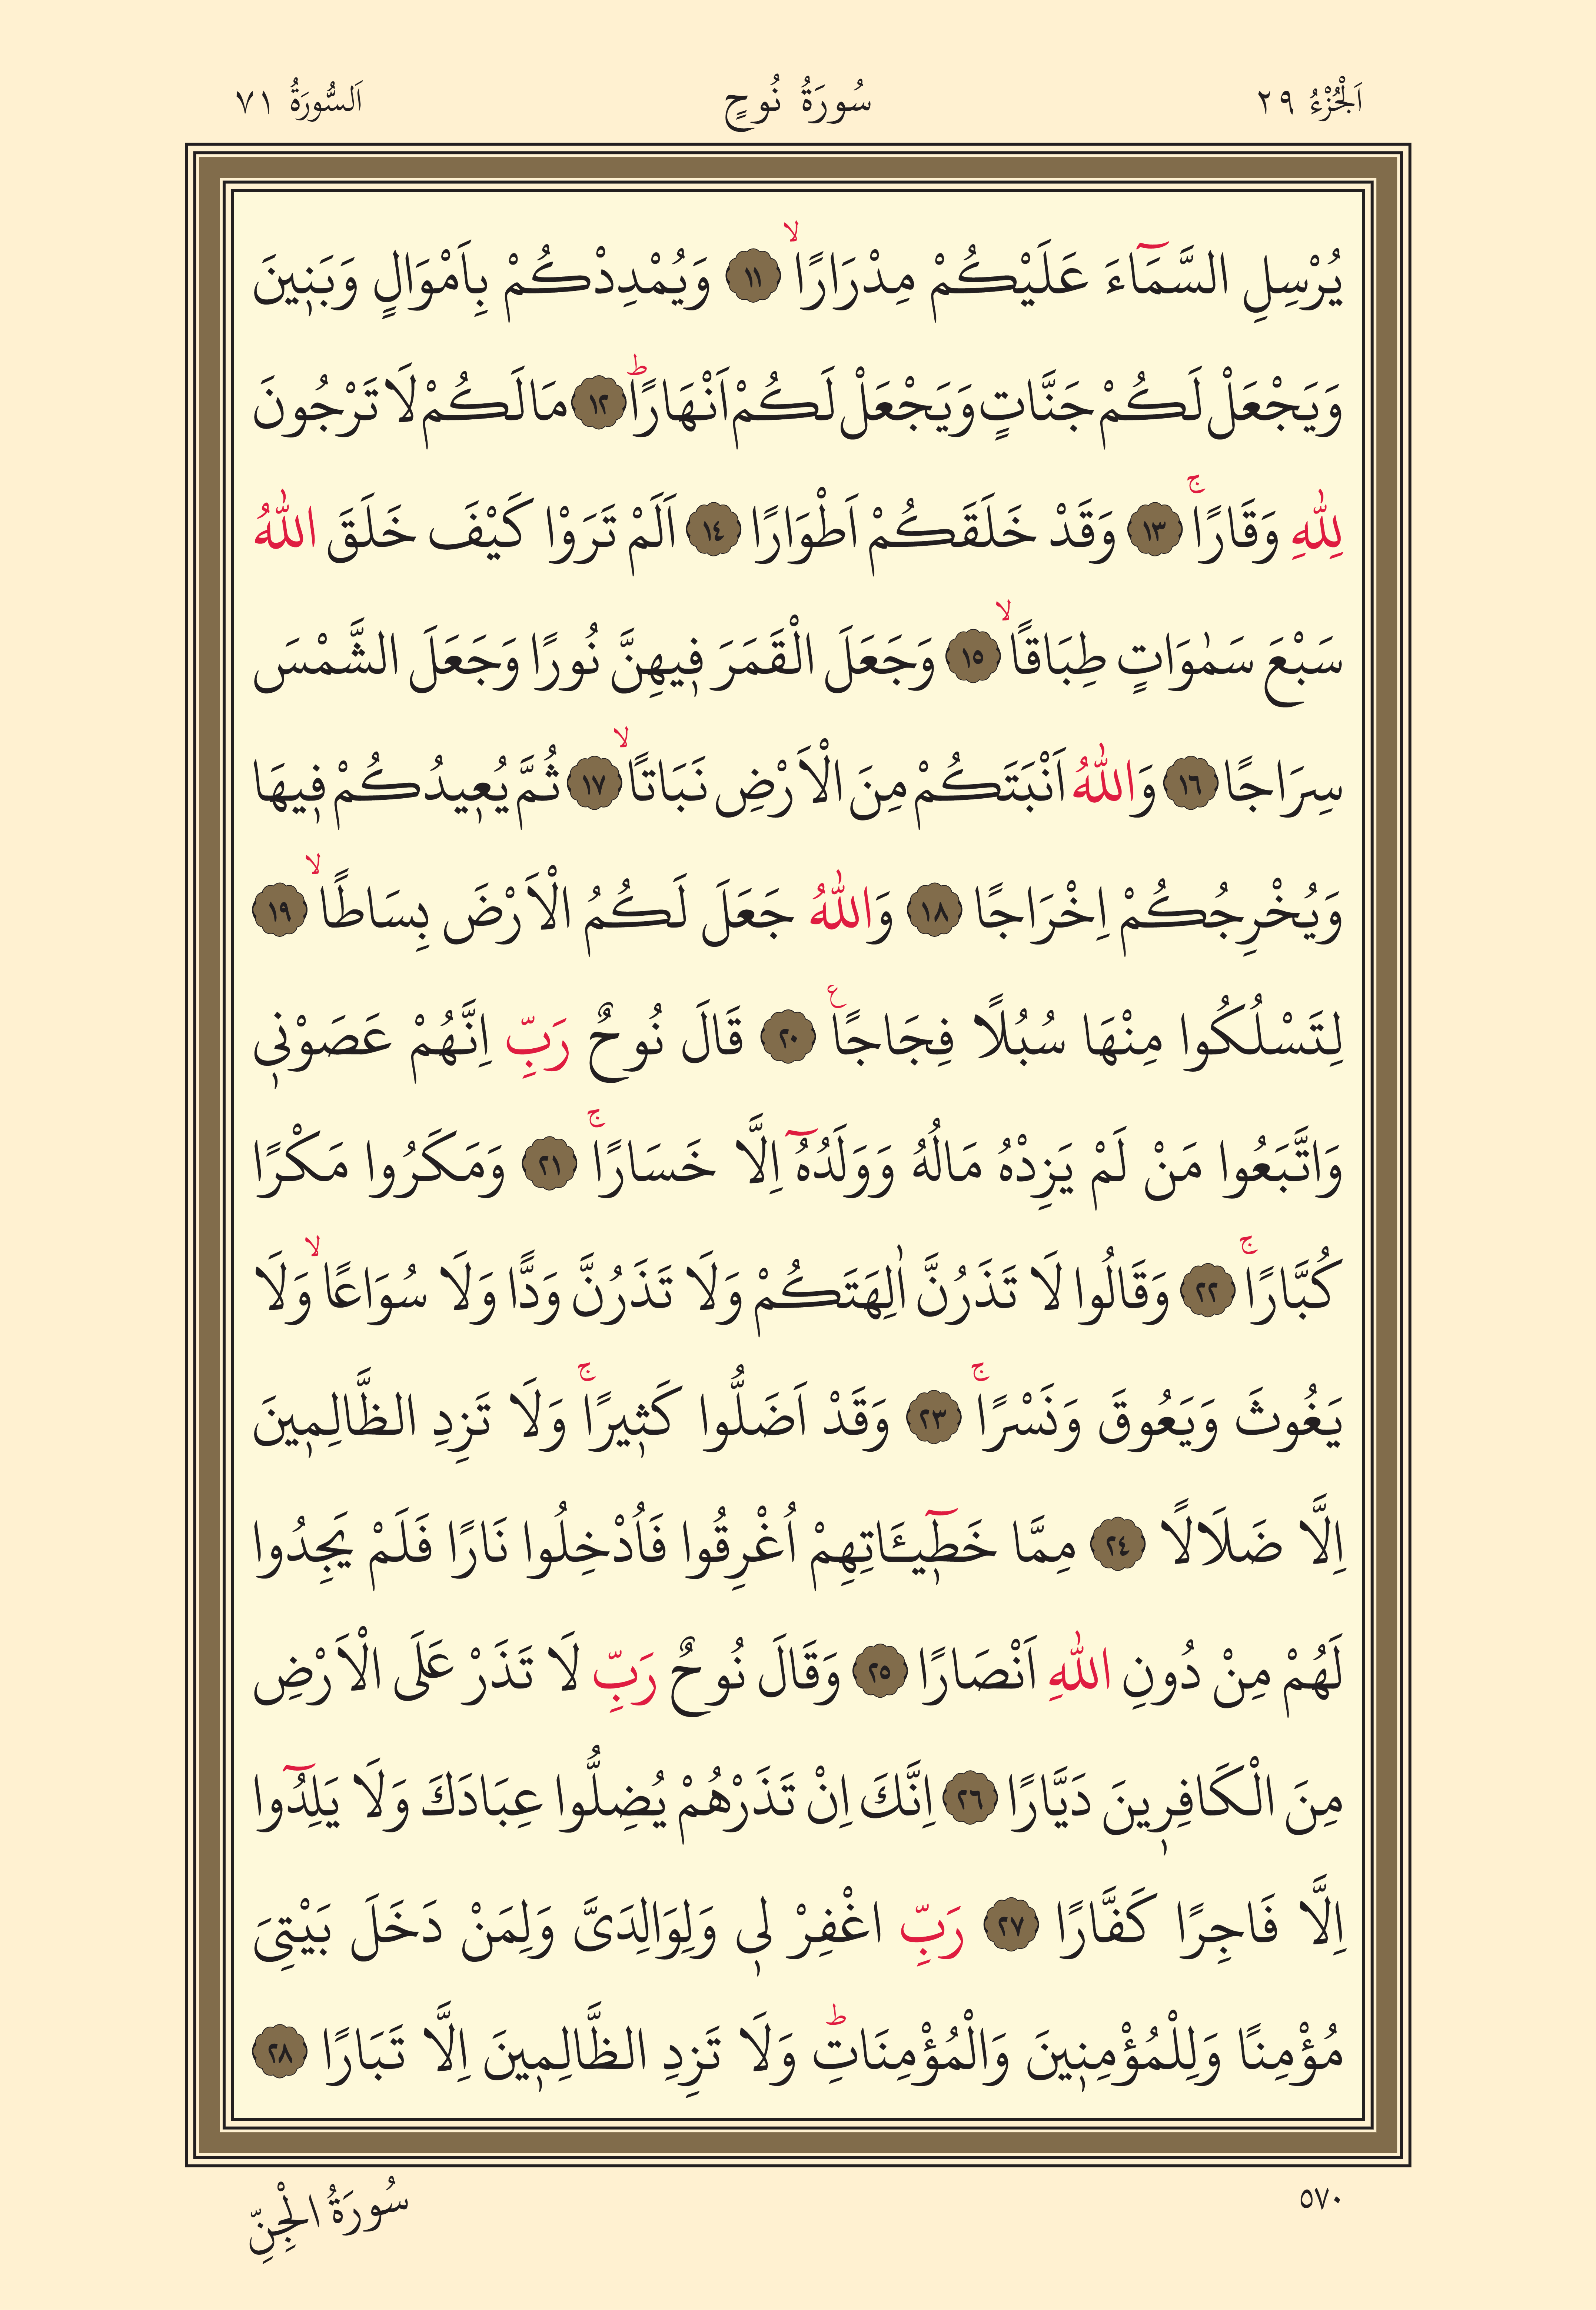 اَلْجُزْءُ ٢٩ سُورَةُ نُوحٍ اَلسُّورَةُ ٧١
يُرْسِلِ السَّمَٓاءَ عَلَيْكُمْ مِدْرَارًاۙ ﴿١١﴾ وَيُمْدِدْكُمْ بِاَمْوَالٍ وَبَن۪ينَ
وَيَجْعَلْ لَكُمْ جَنَّاتٍ وَيَجْعَلْ لَكُمْ اَنْهَارًاۜ ﴿١٢﴾ مَا لَكُمْ لَا تَرْجُونَ
لِلّٰهِ وَقَارًاۚ ﴿١٣﴾ وَقَدْ خَلَقَكُمْ اَطْوَارًا ﴿١٤﴾ اَلَمْ تَرَوْا كَيْفَ خَلَقَ اللّٰهُ
سَبْعَ سَمٰوَاتٍ طِبَاقًاۙ ﴿١٥﴾ وَجَعَلَ الْقَمَرَ ف۪يهِنَّ نُورًا وَجَعَلَ الشَّمْسَ
سِرَاجًا ﴿١٦﴾ وَاللّٰهُ اَنْبَتَكُمْ مِنَ الْاَرْضِ نَبَاتًاۙ ﴿١٧﴾ ثُمَّ يُع۪يدُكُمْ ف۪يهَا
وَيُخْرِجُكُمْ اِخْرَاجًا ﴿١٨﴾ وَاللّٰهُ جَعَلَ لَكُمُ الْاَرْضَ بِسَاطًاۙ ﴿١٩﴾
لِتَسْلُكُوا مِنْهَا سُبُلًا فِجَاجًا۟ ﴿٢٠﴾ قَالَ نُوحٌ رَبِّ اِنَّهُمْ عَصَوْن۪ي
وَاتَّبَعُوا مَنْ لَمْ يَزِدْهُ مَالُهُ وَوَلَدُهُٓ اِلَّا خَسَارًاۚ ﴿٢١﴾ وَمَكَرُوا مَكْرًا
كُبَّارًاۚ ﴿٢٢﴾ وَقَالُوا لَا تَذَرُنَّ اٰلِهَتَكُمْ وَلَا تَذَرُنَّ وَدًّا وَلَا سُوَاعًاۙ وَلَا
يَغُوثَ وَيَعُوقَ وَنَسْرًاۚ ﴿٢٣﴾ وَقَدْ اَضَلُّوا كَث۪يرًاۚ وَلَا تَزِدِ الظَّالِم۪ينَ
اِلَّا ضَلَالًا ﴿٢٤﴾ مِمَّا خَط۪ٓيـَٔاتِهِمْ اُغْرِقُوا فَاُدْخِلُوا نَارًا فَلَمْ يَجِدُوا
لَهُمْ مِنْ دُونِ اللّٰهِ اَنْصَارًا ﴿٢٥﴾ وَقَالَ نُوحٌ رَبِّ لَا تَذَرْ عَلَى الْاَرْضِ
مِنَ الْكَافِر۪ينَ دَيَّارًا ﴿٢٦﴾ اِنَّكَ اِنْ تَذَرْهُمْ يُضِلُّوا عِبَادَكَ وَلَا يَلِدُٓوا
اِلَّا فَاجِرًا كَفَّارًا ﴿٢٧﴾ رَبِّ اغْفِرْ ل۪ي وَلِوَالِدَيَّ وَلِمَنْ دَخَلَ بَيْتِيَ
مُؤْمِنًا وَلِلْمُؤْمِن۪ينَ وَالْمُؤْمِنَاتِۜ وَلَا تَزِدِ الظَّالِم۪ينَ اِلَّا تَبَارًا ﴿٢٨﴾
٥٧٠ سُورَةُ الْجِنِّ